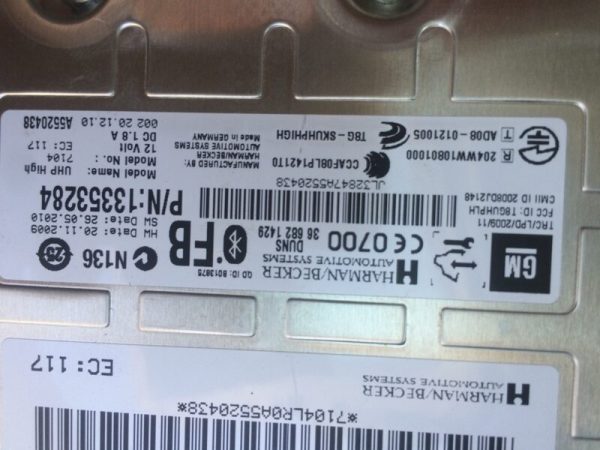 *7104LR0A5520438*
HARMAN/BECKER
AUTOMOTIVE SYSTEMS
EC: 117
GM
HARMAN/BECKER
AUTOMOTIVE SYSTEMS
CE 0700
DUNS
36 682 1429
QD ID: B013875
FB
N136
TRC/LPD/2009/11
FCC ID: T8GUHPLH
CMII ID 2008DJ2148
HW Date: 20.11.2009
SW Date: 26.05.2010
P/N:13353284
JL32847A5520438
R 204WW10801000
T AD08-0121005
CCAF08LP1421T0
T8G-SKUHPHIGH
MANUFACTURED BY:
HARMAN/BECKER
AUTOMOTIVE SYSTEMS
Made in GERMANY
Model Name: UHP High
Model No.: 7104
12 Volt EC: 117
DC 1.8 A
002 20.12.10 A5520438